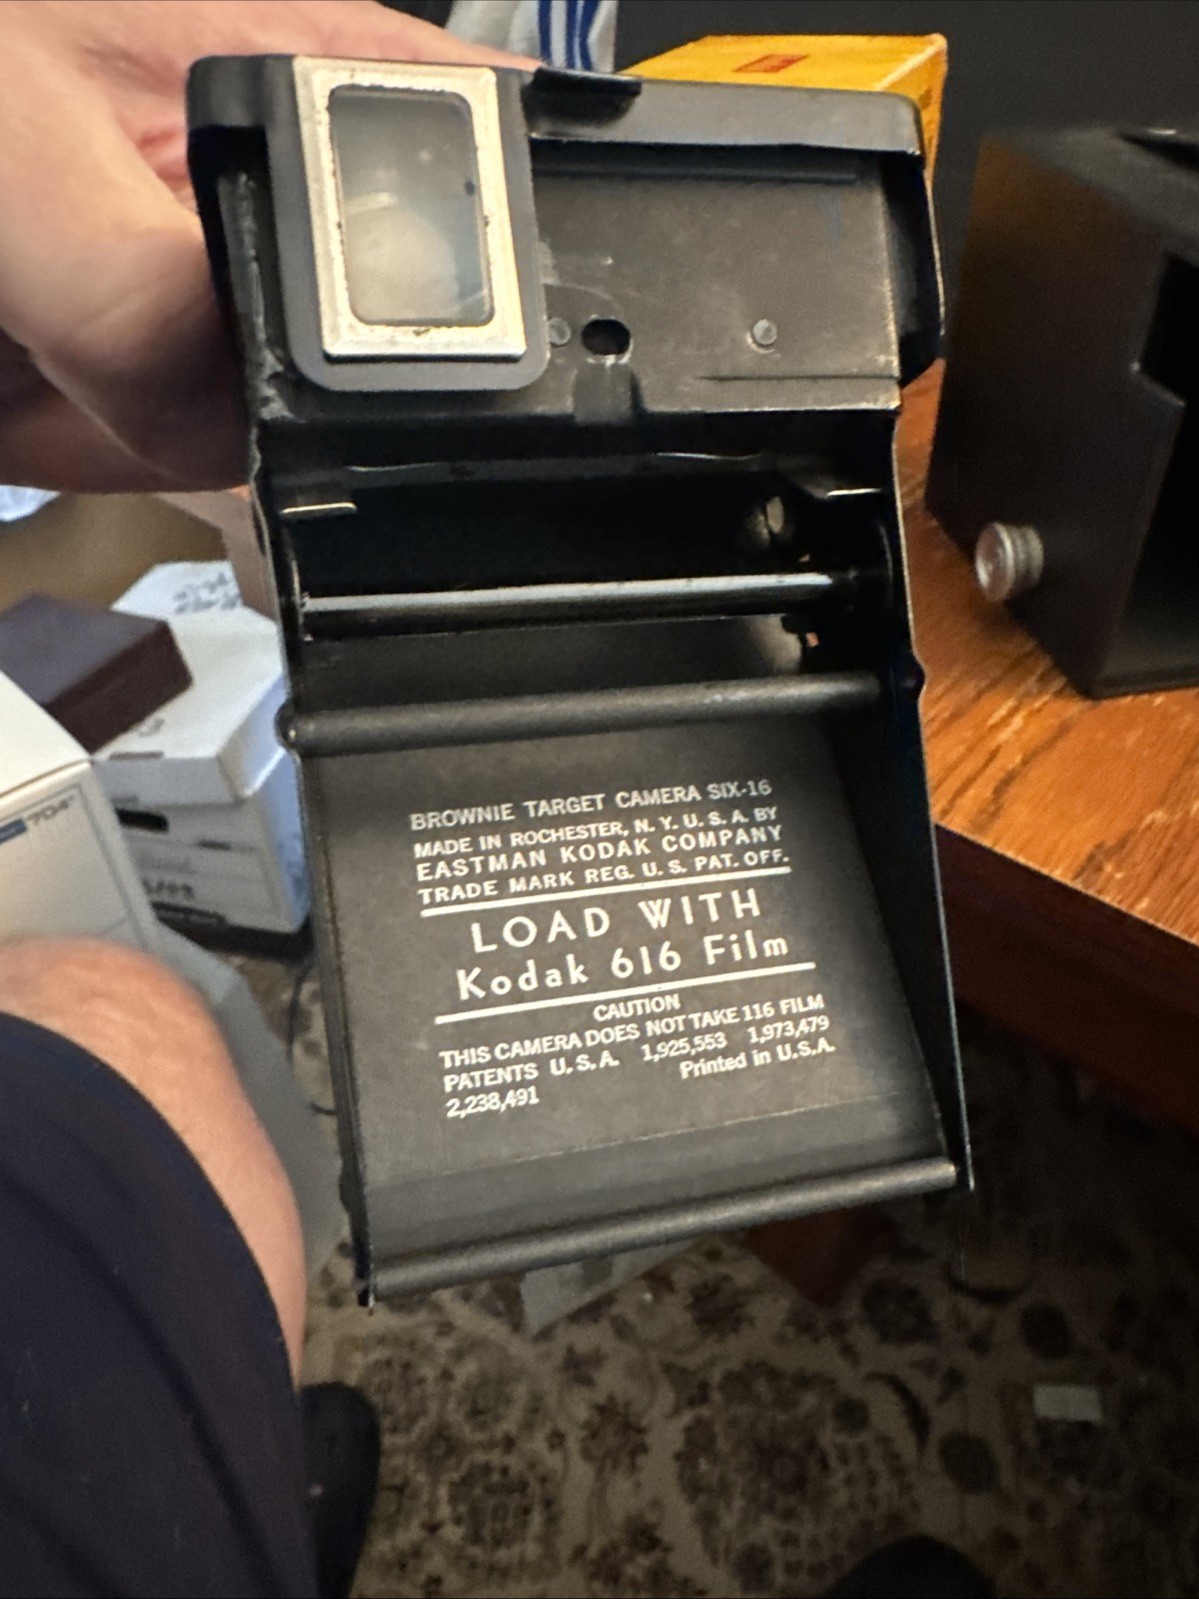 BROWNIE TARGET CAMERA SIX-16
MADE IN ROCHESTER, N. Y. U. S. A. BY
EASTMAN KODAK COMPANY
TRADE MARK REG. U. S. PAT. OFF.
LOAD WITH
Kodak 616 Film
CAUTION
THIS CAMERA DOES NOT TAKE 116 FILM
PATENTS U. S. A. 1,925,553 1,973,479
2,238,491 Printed in U.S.A.
704